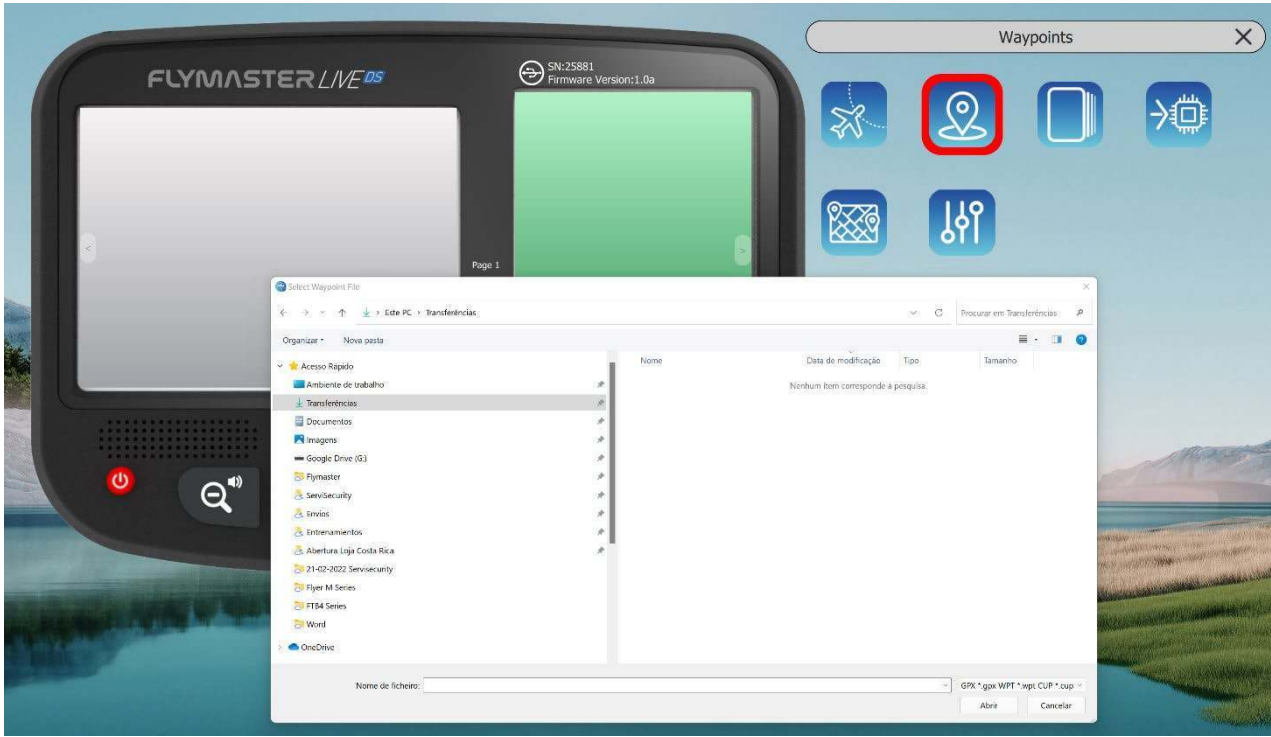 Waypoints
FLYMASTER LIVE DS
SN:25881
Firmware Version:1.0a
Page 1
Select Waypoint File
Este PC > Transferências
Procurar em Transferências
Organizar
Nova pasta
Nome
Data de modificação
Tipo
Tamanho
Nenhum item corresponde à pesquisa.
Acesso Rápido
Ambiente de trabalho
Transferências
Documentos
Imagens
Google Drive (G:)
Flymaster
ServiSecurity
Envios
Entrenamientos
Abertura Loja Costa Rica
21-02-2022 Servisecurity
Flyer M Series
FTB4 Series
Word
OneDrive
Nome de ficheiro:
GPX *.gpx WPT *.wpt CUP *.cup
Abrir
Cancelar